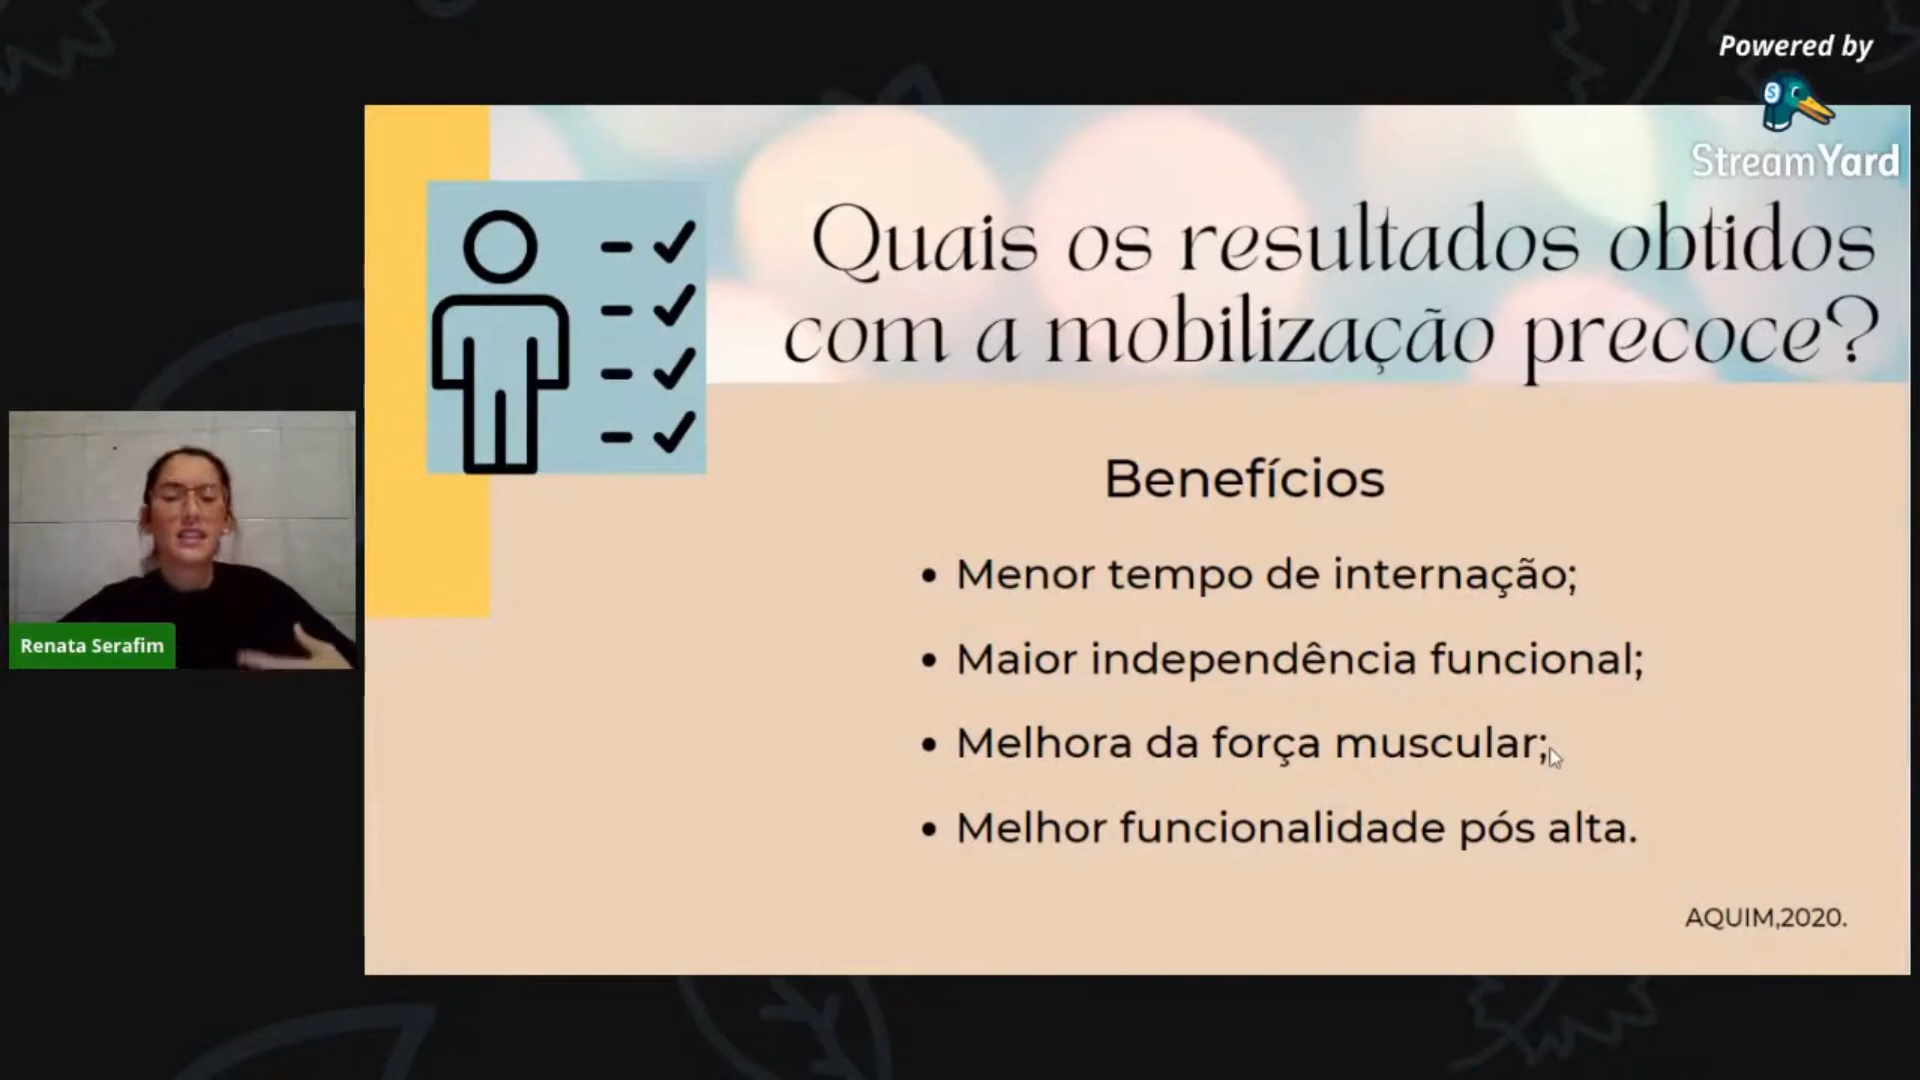 Powered by
StreamYard
Quais os resultados obtidos
com a mobilização precoce?
Benefícios
• Menor tempo de internação;
• Maior independência funcional;
• Melhora da força muscular;
• Melhor funcionalidade pós alta.
AQUIM,2020.
Renata Serafim